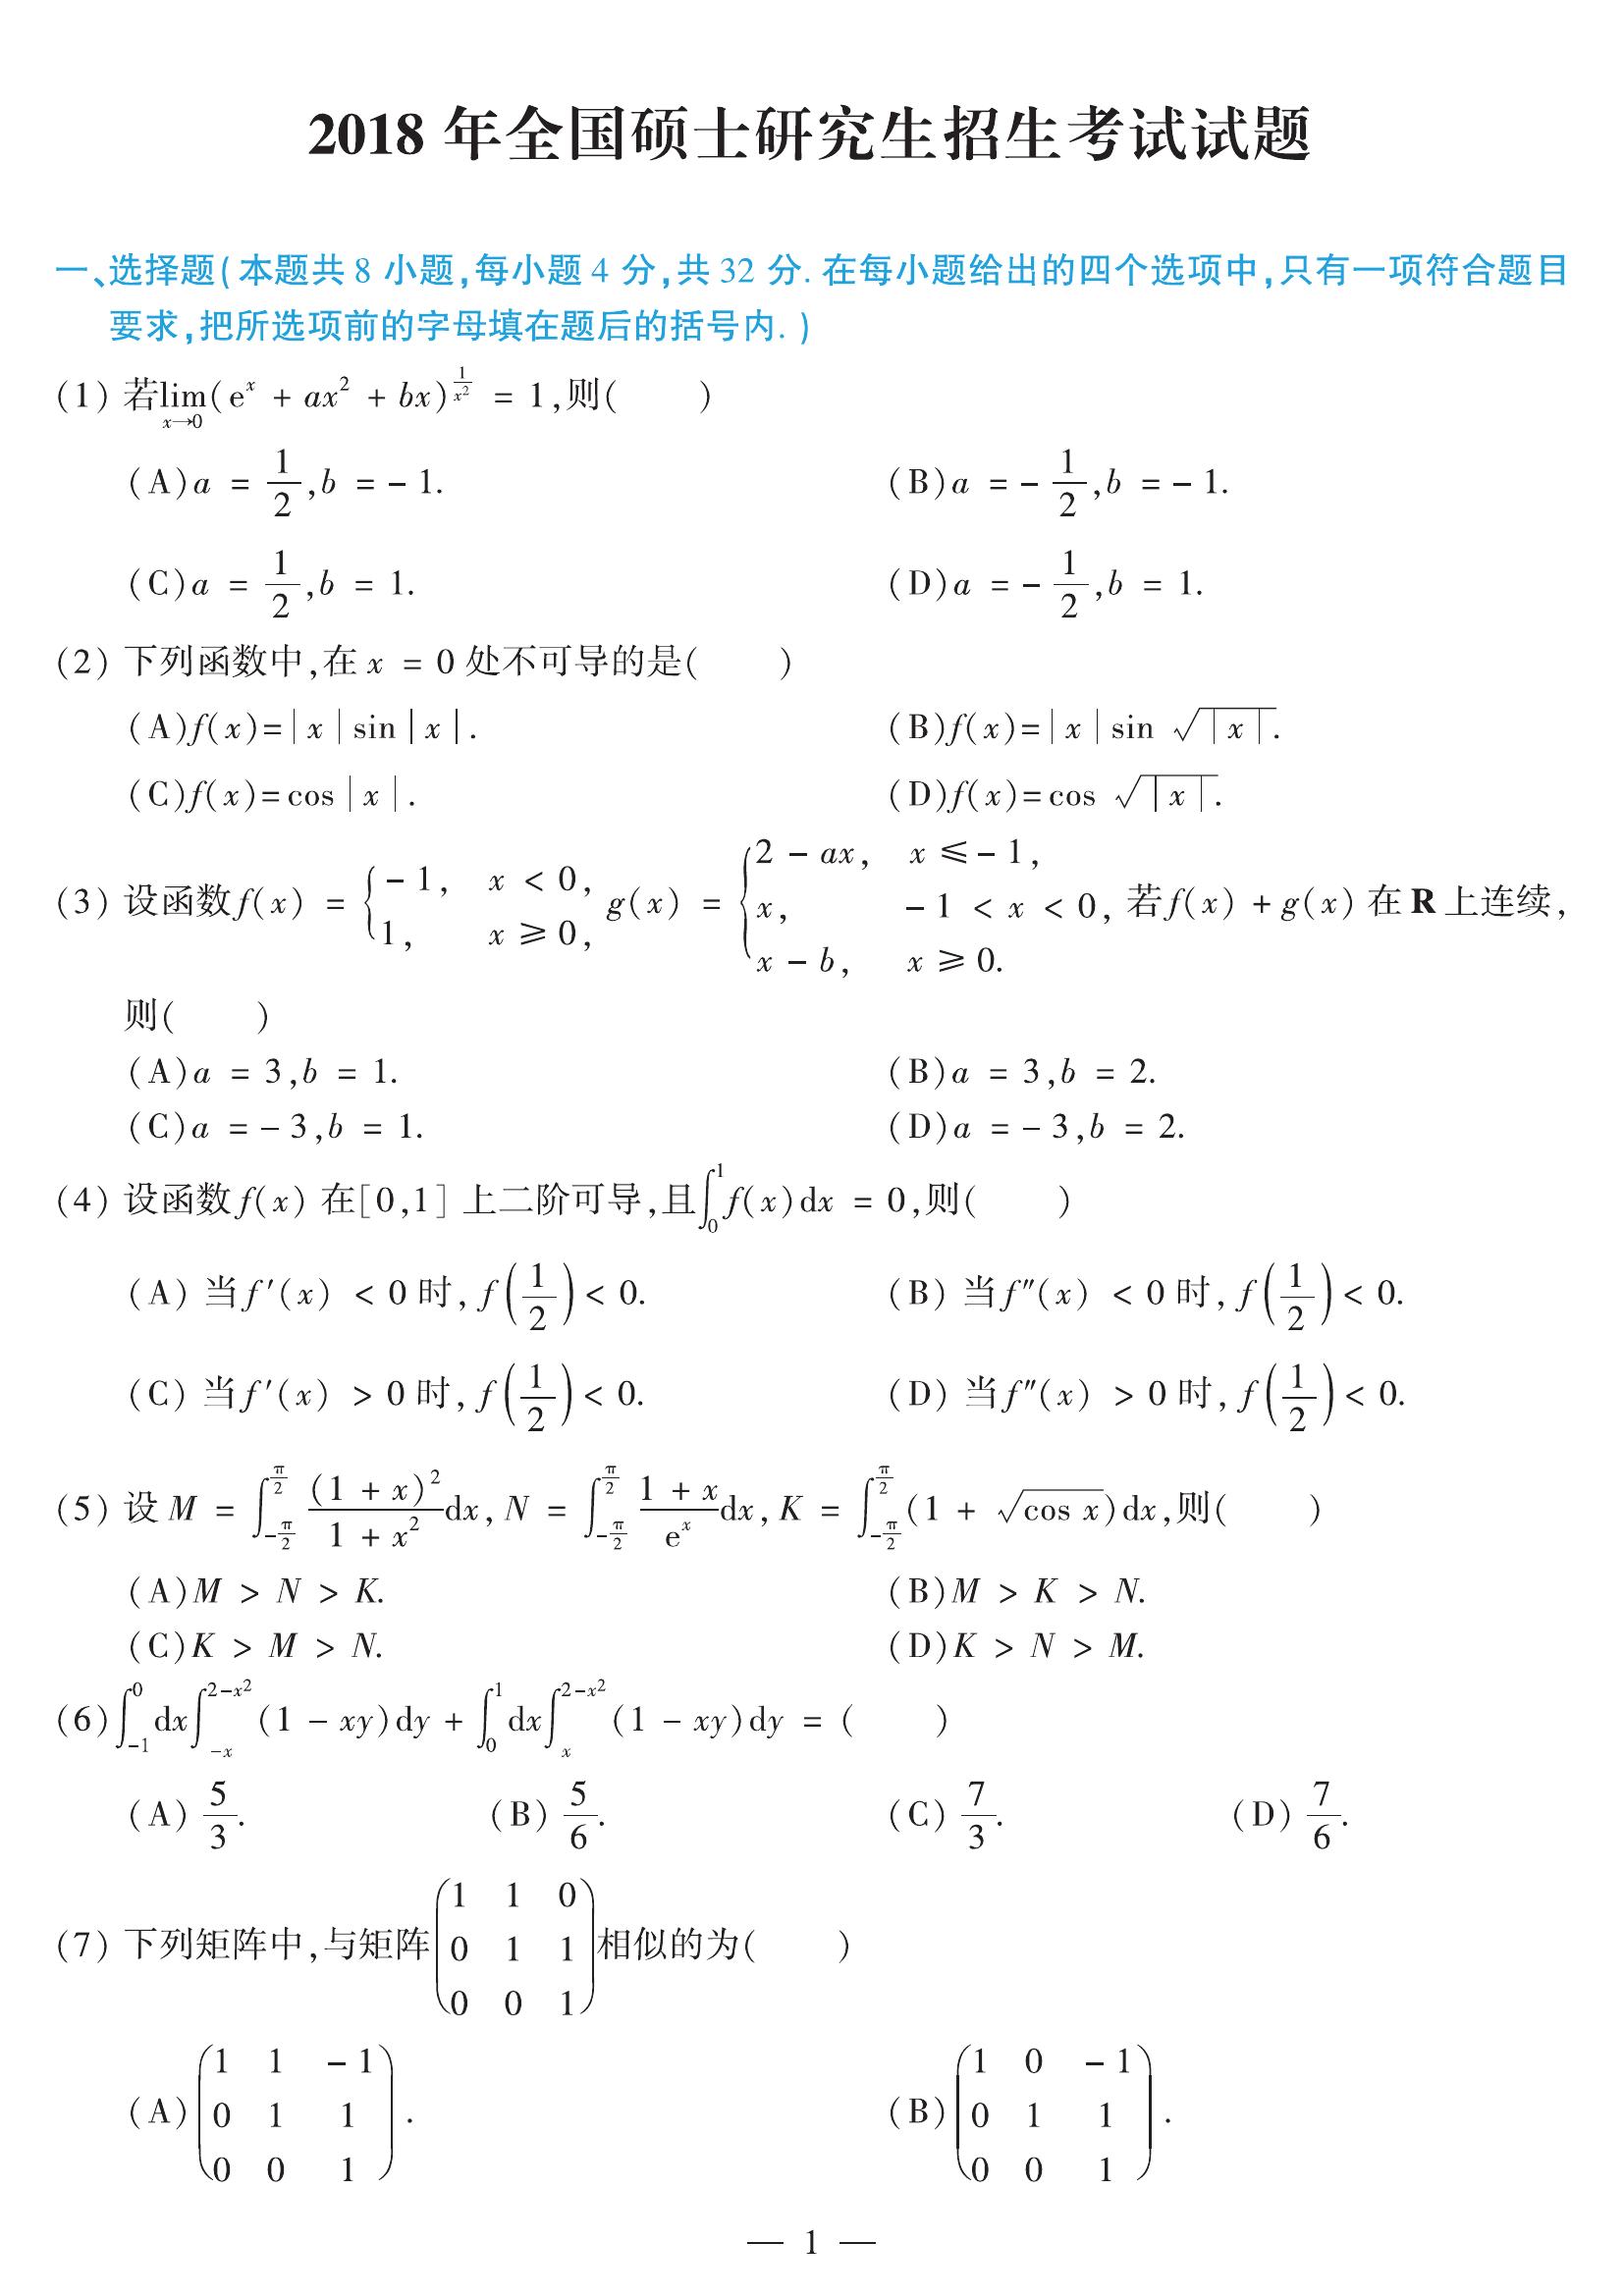 2018 年全国硕士研究生招生考试试题
一、选择题(本题共 8 小题,每小题 4 分,共 32 分. 在每小题给出的四个选项中,只有一项符合题目
要求,把所选项前的字母填在题后的括号内. )
(1) 若$\lim_{x\to 0}(\mathrm{e}^x + ax^2 + bx)^{\frac{1}{x^2}} = 1$,则(  )
(A)$a = \frac{1}{2},b = -1$. (B)$a = -\frac{1}{2},b = -1$.
(C)$a = \frac{1}{2},b = 1$. (D)$a = -\frac{1}{2},b = 1$.
(2) 下列函数中,在 $x = 0$ 处不可导的是(  )
(A)$f(x)=|x|\sin|x|$. (B)$f(x)=|x|\sin\sqrt{|x|}$.
(C)$f(x)=\cos|x|$. (D)$f(x)=\cos\sqrt{|x|}$.
(3) 设函数$f(x) = \begin{cases}-1, & x < 0,\\ 1, & x \geqslant 0,\end{cases}$ $g(x) = \begin{cases}2 - ax, & x \leqslant -1,\\ x, & -1 < x < 0,\\ x - b, & x \geqslant 0.\end{cases}$ 若$f(x) + g(x)$ 在 $\mathbf{R}$ 上连续,
则(  )
(A)$a = 3,b = 1$. (B)$a = 3,b = 2$.
(C)$a = -3,b = 1$. (D)$a = -3,b = 2$.
(4) 设函数$f(x)$ 在$[0,1]$ 上二阶可导,且$\int_0^1 f(x)\mathrm{d}x = 0$,则(  )
(A) 当$f'(x) < 0$ 时,$f\left(\frac{1}{2}\right) < 0$. (B) 当$f''(x) < 0$ 时,$f\left(\frac{1}{2}\right) < 0$.
(C) 当$f'(x) > 0$ 时,$f\left(\frac{1}{2}\right) < 0$. (D) 当$f''(x) > 0$ 时,$f\left(\frac{1}{2}\right) < 0$.
(5) 设 $M = \int_{-\frac{\pi}{2}}^{\frac{\pi}{2}} \frac{(1 + x)^2}{1 + x^2}\mathrm{d}x, N = \int_{-\frac{\pi}{2}}^{\frac{\pi}{2}} \frac{1 + x}{\mathrm{e}^x}\mathrm{d}x, K = \int_{-\frac{\pi}{2}}^{\frac{\pi}{2}} (1 + \sqrt{\cos x})\mathrm{d}x$,则(  )
(A)$M > N > K$. (B)$M > K > N$.
(C)$K > M > N$. (D)$K > N > M$.
(6)$\int_{-1}^0 \mathrm{d}x\int_{-x}^{2-x^2}(1 - xy)\mathrm{d}y + \int_0^1 \mathrm{d}x\int_x^{2-x^2}(1 - xy)\mathrm{d}y =$ (  )
(A) $\frac{5}{3}$. (B) $\frac{5}{6}$. (C) $\frac{7}{3}$. (D) $\frac{7}{6}$.
(7) 下列矩阵中,与矩阵$\begin{pmatrix}1 & 1 & 0\\ 0 & 1 & 1\\ 0 & 0 & 1\end{pmatrix}$相似的为(  )
(A)$\begin{pmatrix}1 & 1 & -1\\ 0 & 1 & 1\\ 0 & 0 & 1\end{pmatrix}$. (B)$\begin{pmatrix}1 & 0 & -1\\ 0 & 1 & 1\\ 0 & 0 & 1\end{pmatrix}$.
— 1 —